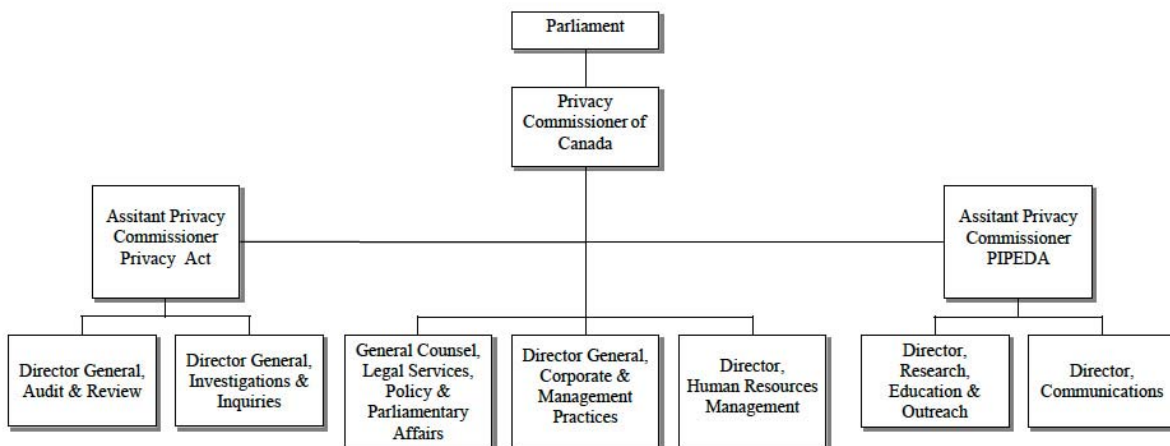 Parliament
Privacy
Commissioner of
Canada
Assitant Privacy
Commissioner
Privacy Act
Assitant Privacy
Commissioner
PIPEDA
Director General,
Audit & Review
Director General,
Investigations &
Inquiries
General Counsel,
Legal Services,
Policy &
Parliamentary
Affairs
Director General,
Corporate &
Management
Practices
Director,
Human Resources
Management
Director,
Research,
Education &
Outreach
Director,
Communications